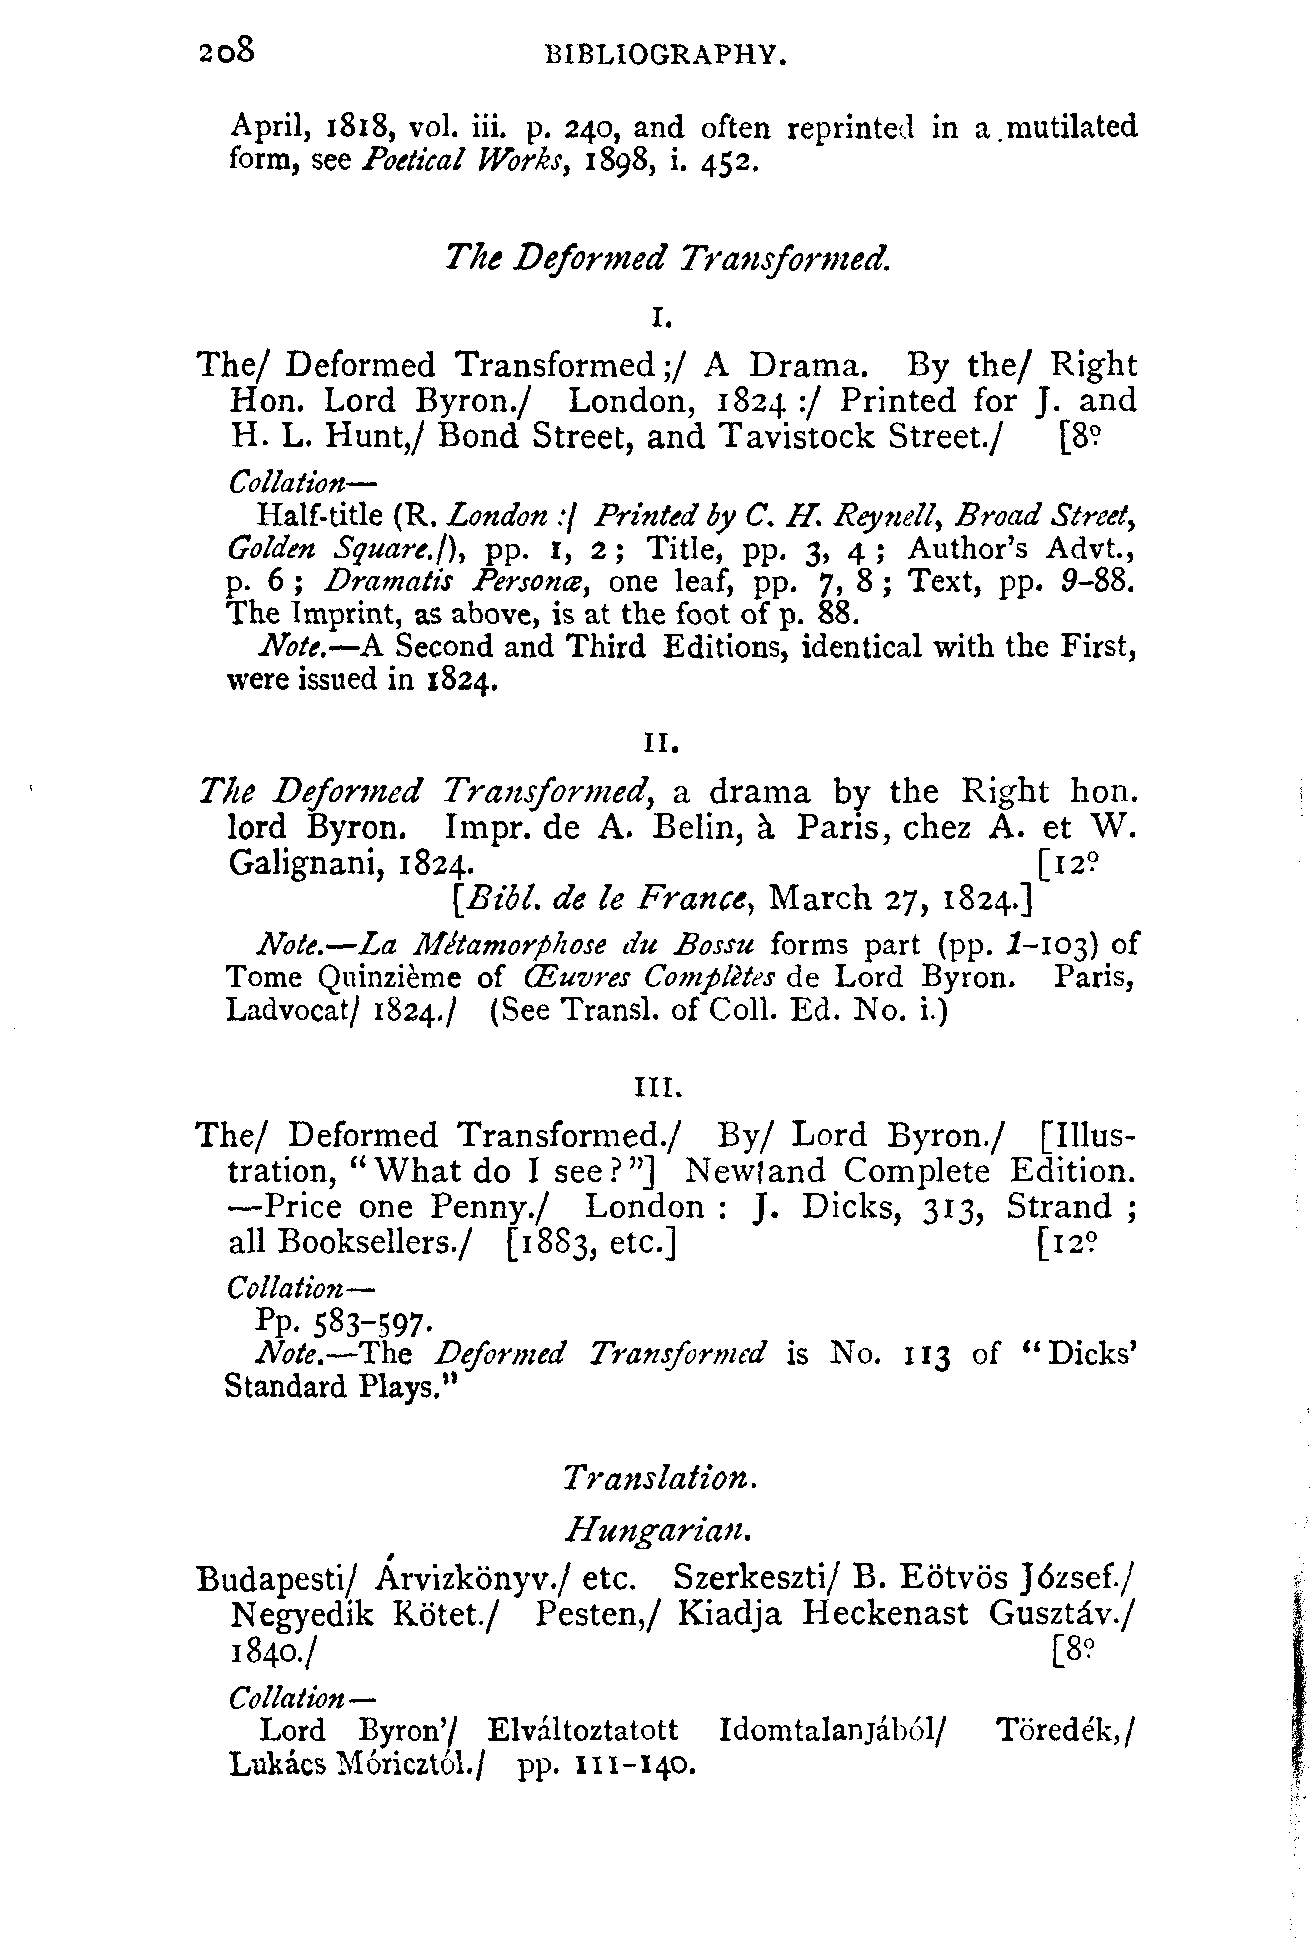 208 BIBLIOGRAPHY.
April, 1818, vol. iii. p. 240, and often reprinted in a mutilated
form, see Poetical Works, 1898, i. 452.
The Deformed Transformed.
I.
The/ Deformed Transformed;/ A Drama. By the/ Right
Hon. Lord Byron./ London, 1824:/ Printed for J. and
H. L. Hunt,/ Bond Street, and Tavistock Street./ [8º
Collation—
Half-title (R. London :/ Printed by C. H. Reynell, Broad Street,
Golden Square./), pp. 1, 2; Title, pp. 3, 4; Author's Advt.,
p. 6; Dramatis Personæ, one leaf, pp. 7, 8; Text, pp. 9–88.
The Imprint, as above, is at the foot of p. 88.
Note.—A Second and Third Editions, identical with the First,
were issued in 1824.
II.
The Deformed Transformed, a drama by the Right hon.
lord Byron. Impr. de A. Belin, à Paris, chez A. et W.
Galignani, 1824. [12º
[Bibl. de le France, March 27, 1824.]
Note.—La Mètamorphose du Bossu forms part (pp. 1–103) of
Tome Quinzième of Œuvres Complètes de Lord Byron. Paris,
Ladvocat/ 1824./ (See Transl. of Coll. Ed. No. i.)
III.
The/ Deformed Transformed./ By/ Lord Byron./ [Illus-
tration, "What do I see?"] New/and Complete Edition.
—Price one Penny./ London: J. Dicks, 313, Strand;
all Booksellers./ [1883, etc.] [12º
Collation—
Pp. 583–597.
Note.—The Deformed Transformed is No. 113 of "Dicks'
Standard Plays."
Translation.
Hungarian.
Budapesti/ Árvizkönyv./ etc. Szerkeszti/ B. Eötvös József./
Negyedik Kötet./ Pesten,/ Kiadja Heckenast Gusztáv./
1840./ [8º
Collation—
Lord Byron'/ Elváltoztatott Idomtalanjából/ Töredék,/
Lukács Móricztól./ pp. 111–140.